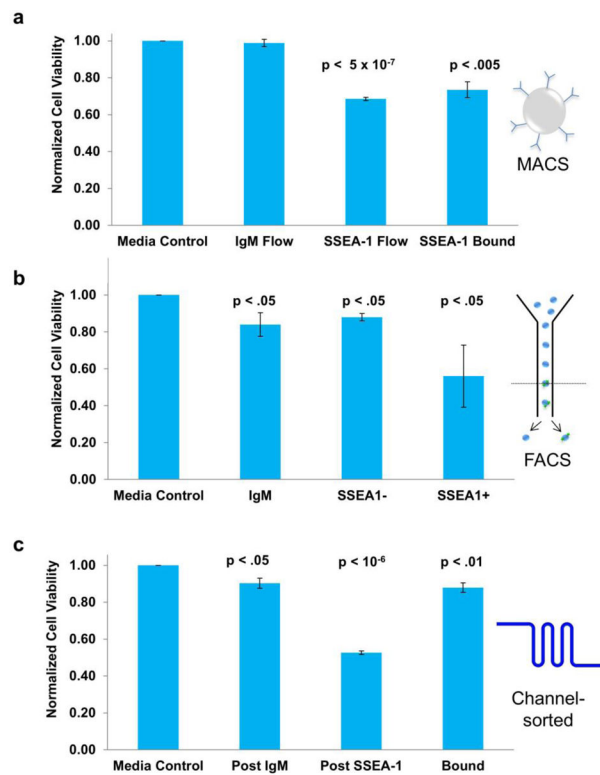 a
Normalized Cell Viability
1.00
0.80
0.60
0.40
0.20
0.00
p < 5 x 10⁻⁷
p < .005
Media Control
IgM Flow
SSEA-1 Flow
SSEA-1 Bound
MACS
b
Normalized Cell Viability
1.00
0.80
0.60
0.40
0.20
0.00
p < .05
p < .05
p < .05
Media Control
IgM
SSEA1-
SSEA1+
FACS
c
Normalized Cell Viability
1.00
0.80
0.60
0.40
0.20
0.00
p < .05
p < 10⁻⁶
p < .01
Media Control
Post IgM
Post SSEA-1
Bound
Channel-
sorted